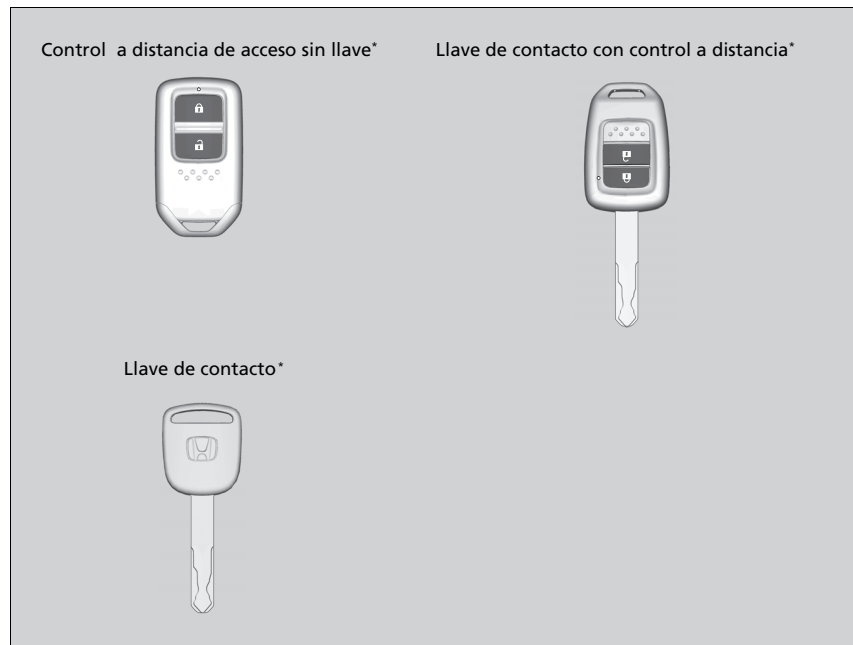 Control a distancia de acceso sin llave*
Llave de contacto con control a distancia*
Llave de contacto*